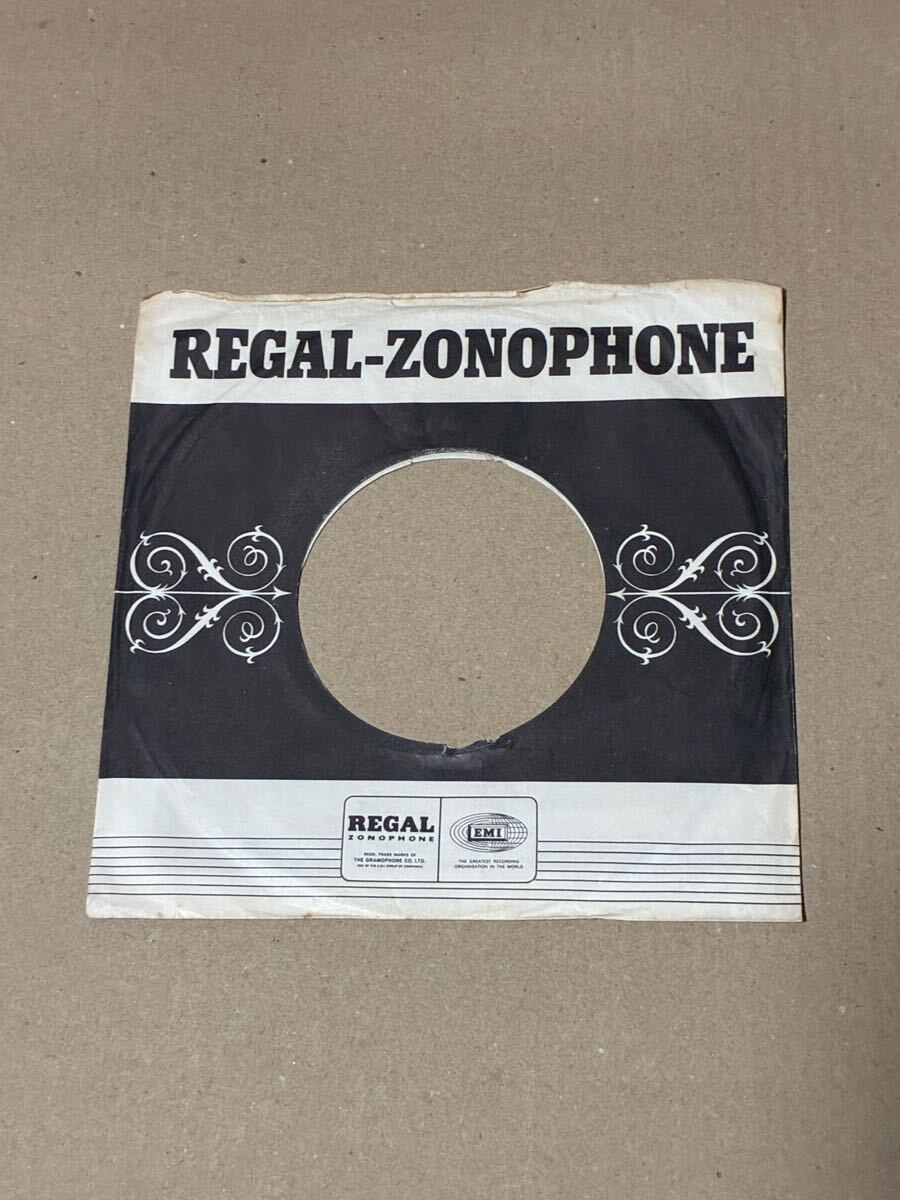 REGAL-ZONOPHONE
REGAL
ZONOPHONE
REGD. TRADE MARKS OF
THE GRAMOPHONE CO. LTD.
ONE OF THE E.M.I. GROUP OF COMPANIES
EMI
THE GREATEST RECORDING
ORGANISATION IN THE WORLD